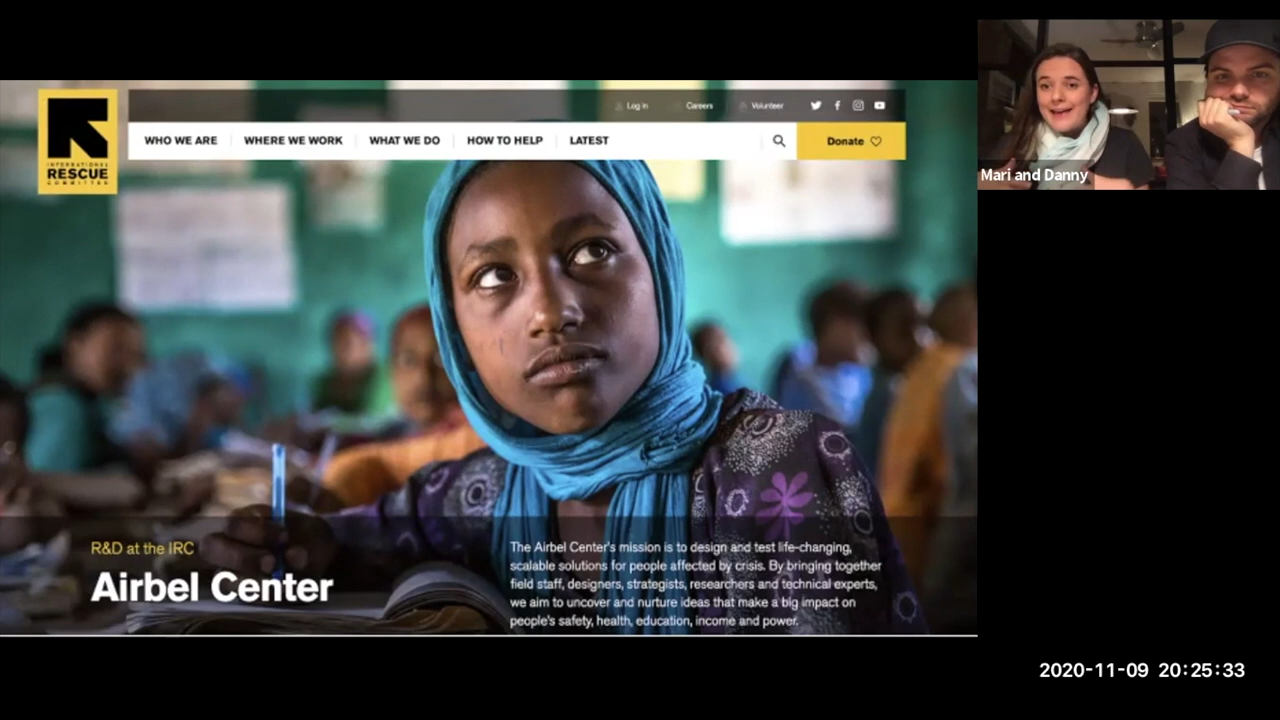 Log in
Careers
Volunteer
INTERNATIONAL
RESCUE
COMMITTEE
WHO WE ARE
WHERE WE WORK
WHAT WE DO
HOW TO HELP
LATEST
Donate
Mari and Danny
R&D at the IRC
Airbel Center
The Airbel Center's mission is to design and test life-changing,
scalable solutions for people affected by crisis. By bringing together
field staff, designers, strategists, researchers and technical experts,
we aim to uncover and nurture ideas that make a big impact on
people's safety, health, education, income and power.
2020-11-09 20:25:33